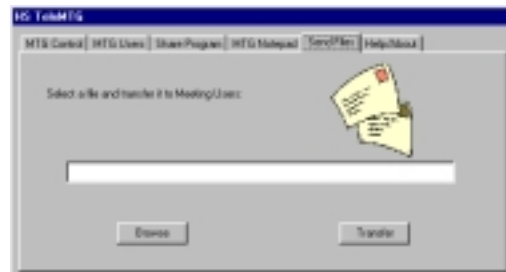 HS TeleMTG
MTG Control MTG Users Share Program MTG Notepad Send Files Help/About
Select a file and transfer it to Meeting Users:
Browse Transfer